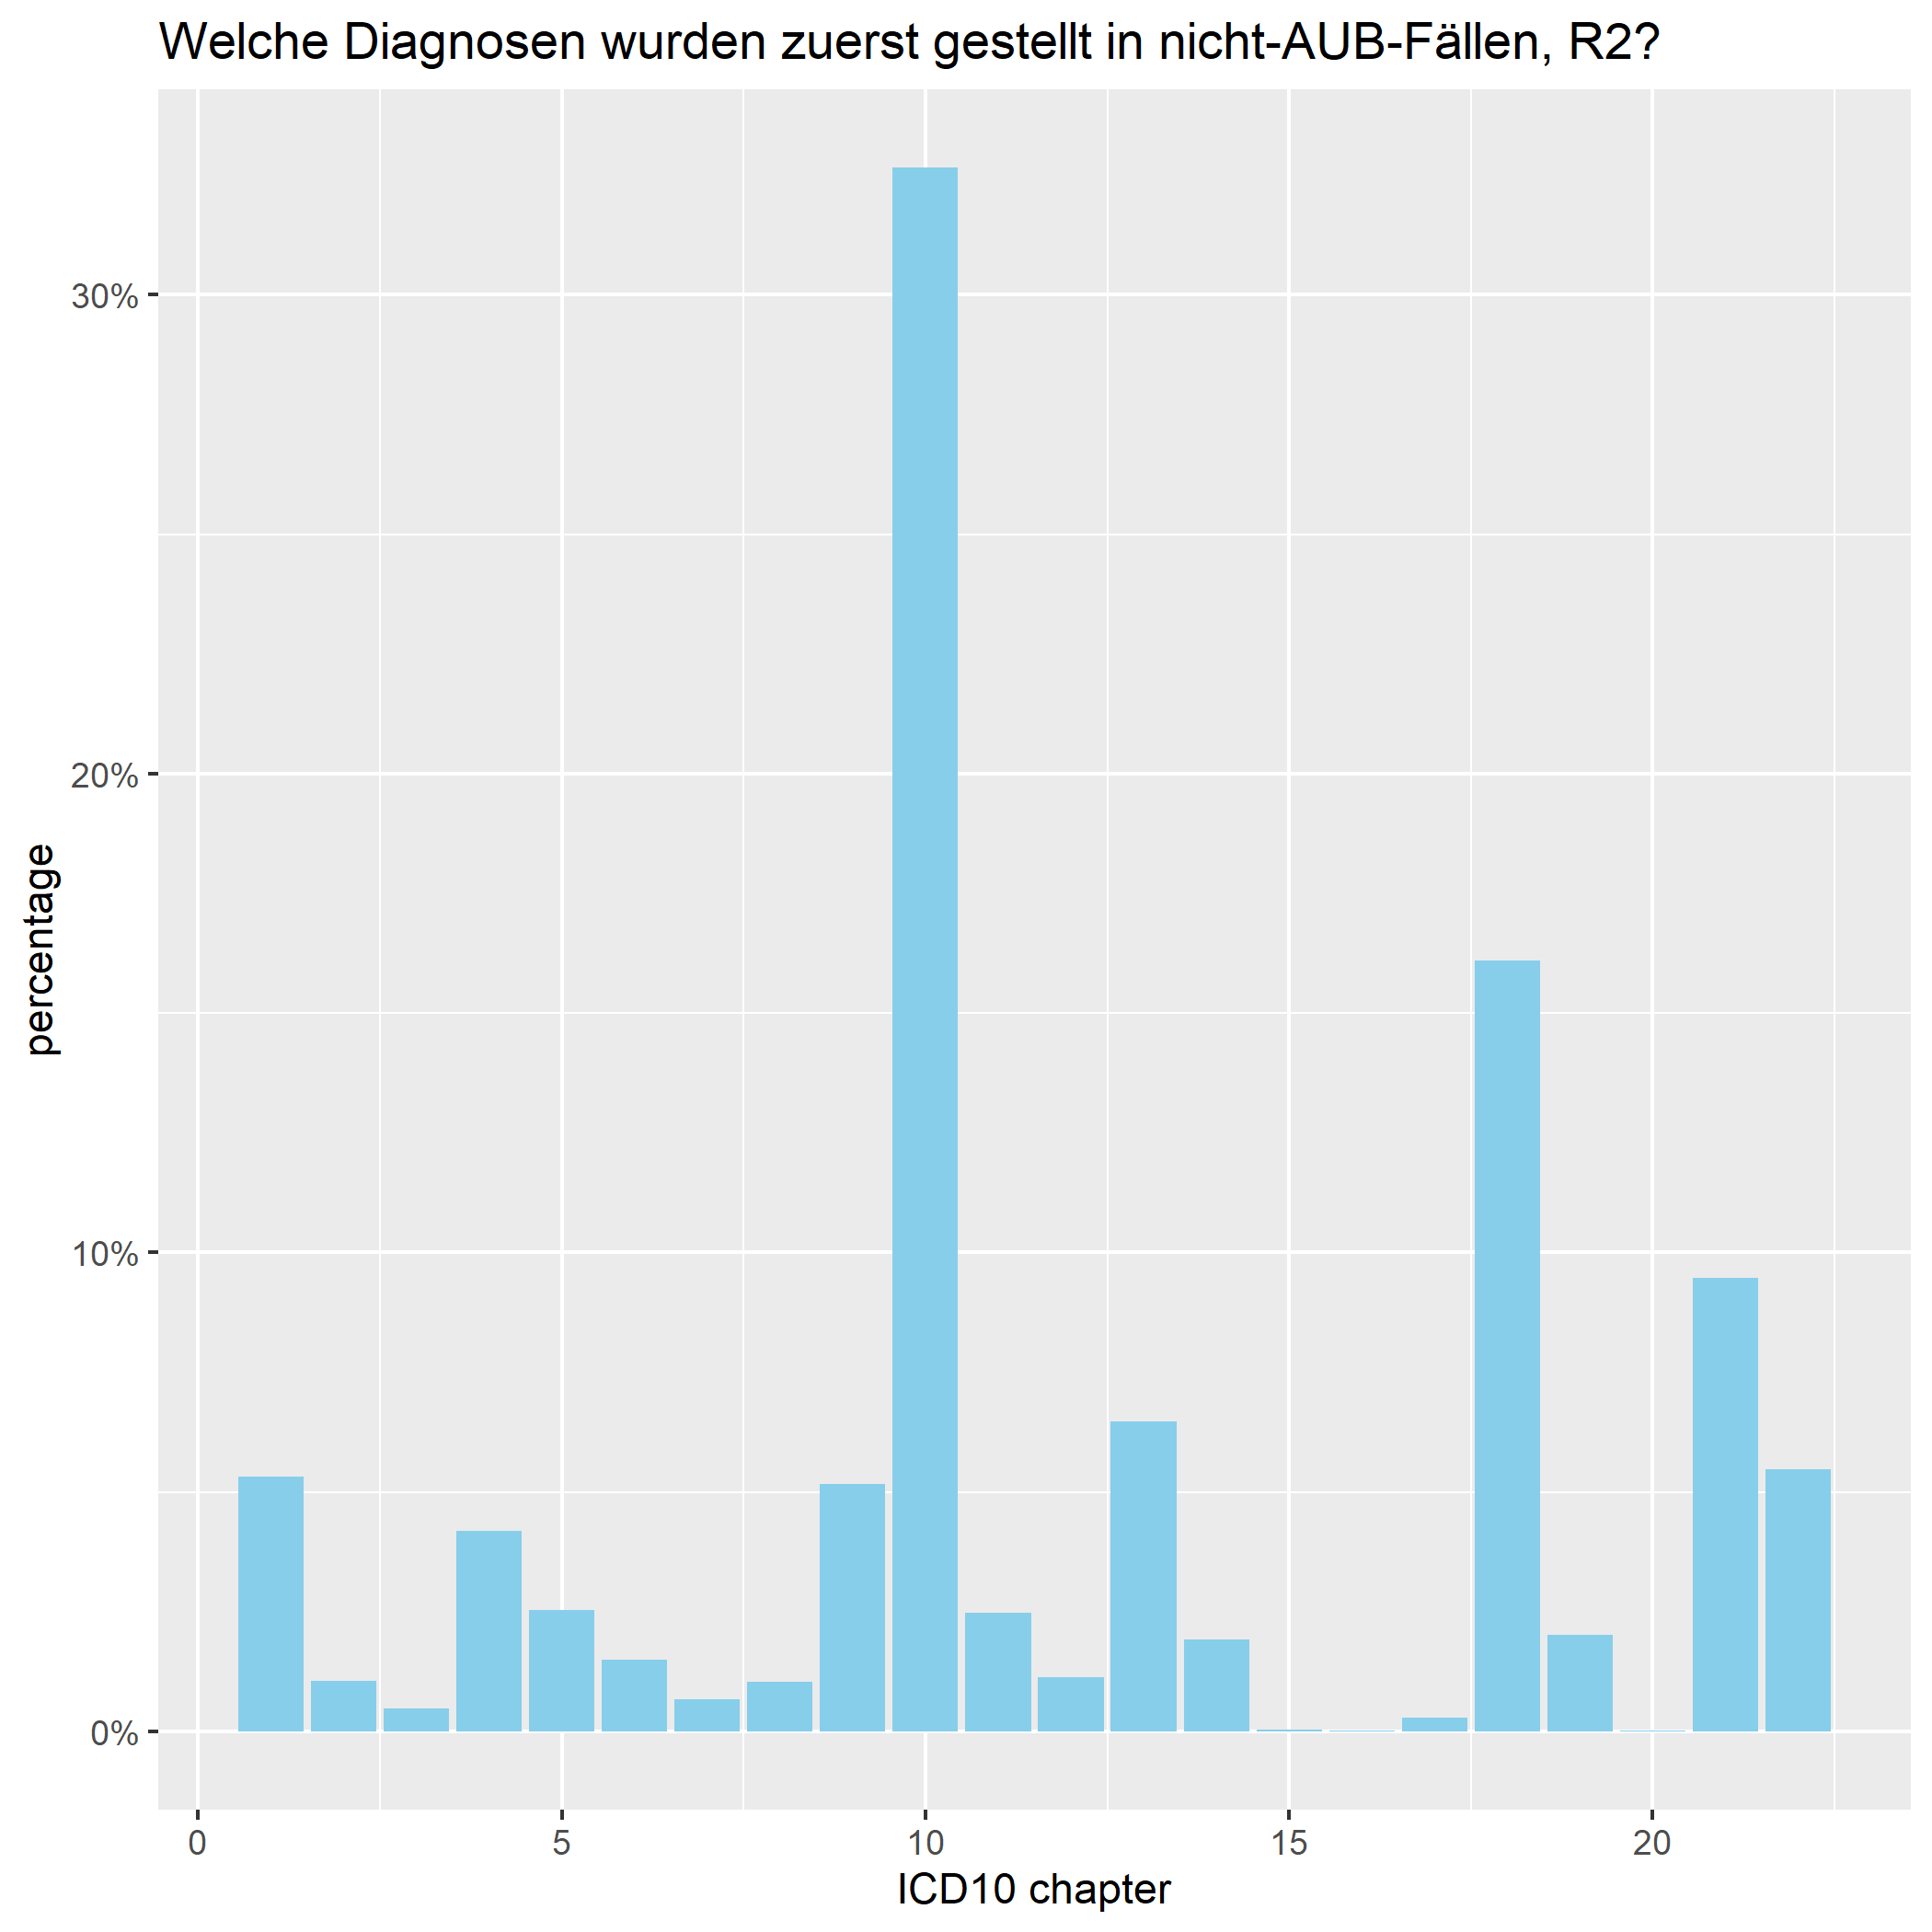 Welche Diagnosen wurden zuerst gestellt in nicht-AUB-Fällen, R2?
percentage
30%
20%
10%
0%
0 5 10 15 20
ICD10 chapter